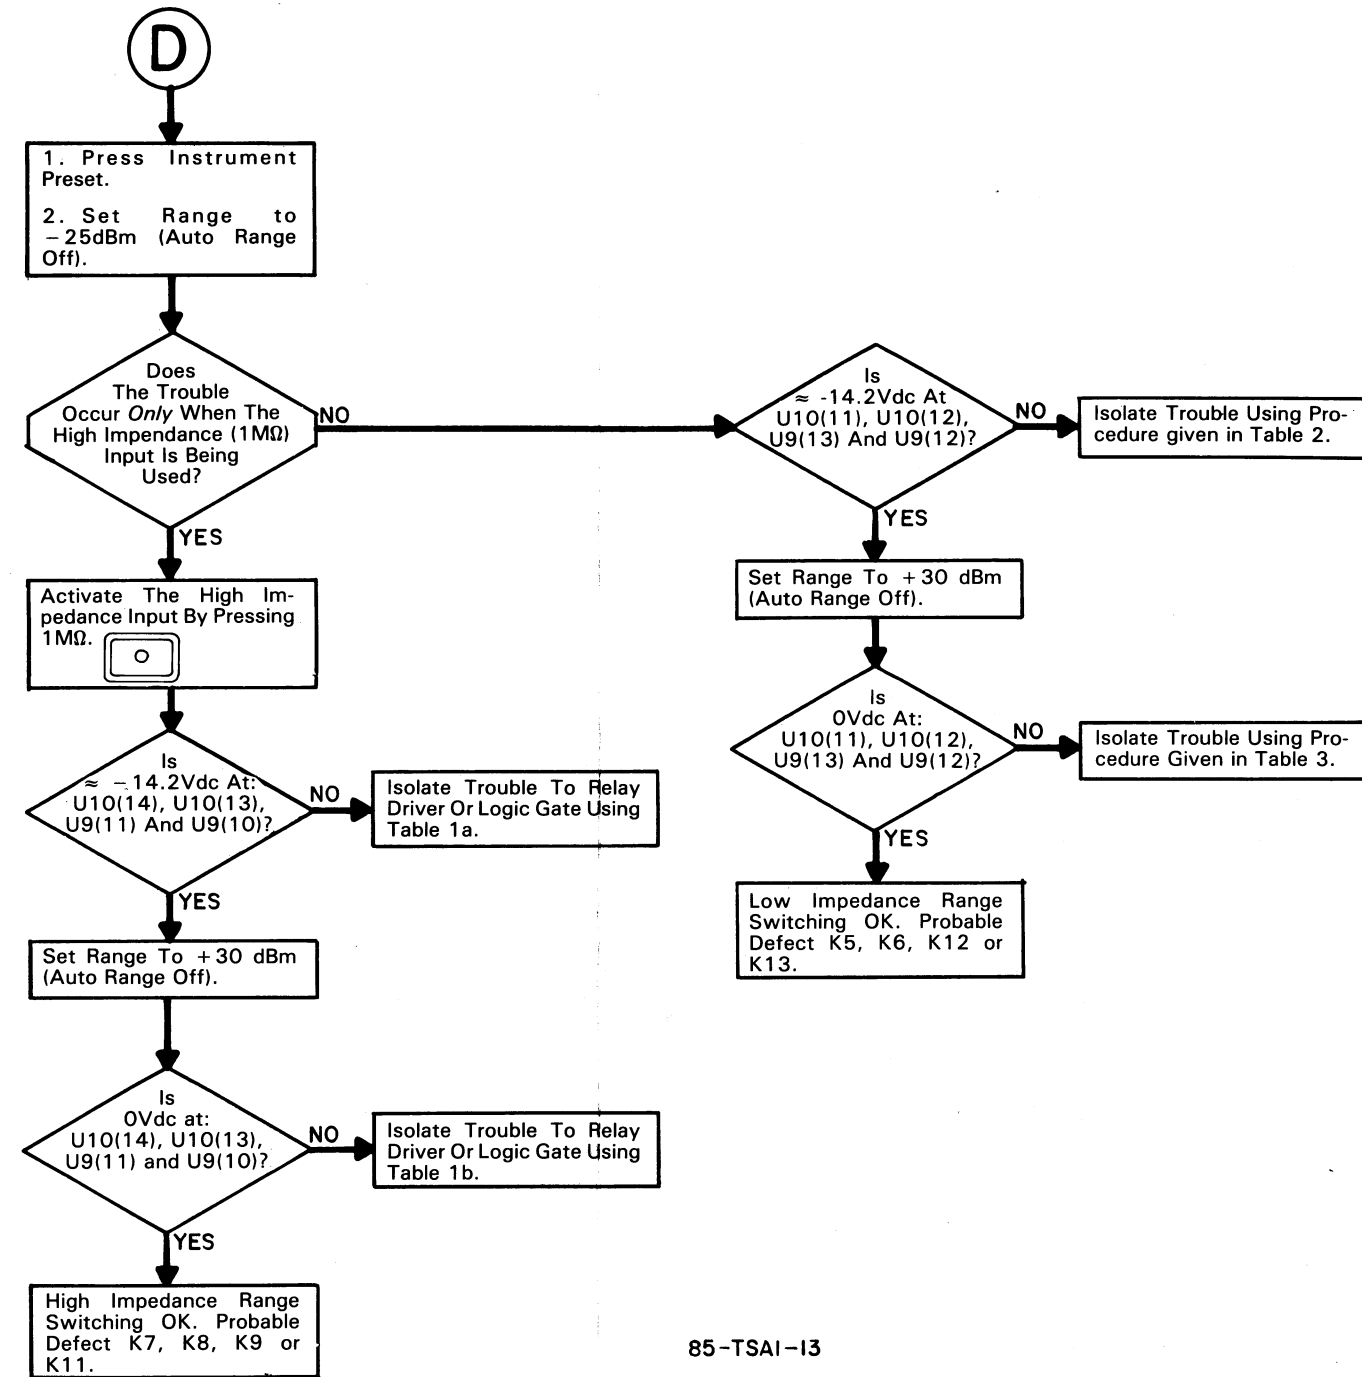 D
1. Press Instrument
Preset.
2. Set Range to
−25dBm (Auto Range
Off).
Does
The Trouble
Occur Only When The
High Impendance (1MΩ)
Input Is Being
Used?
NO
YES
Activate The High Im-
pedance Input By Pressing
1MΩ.
Is
≈ −14.2Vdc At:
U10(14), U10(13),
U9(11) And U9(10)?
NO
Isolate Trouble To Relay
Driver Or Logic Gate Using
Table 1a.
YES
Set Range To +30 dBm
(Auto Range Off).
Is
0Vdc at:
U10(14), U10(13),
U9(11) and U9(10)?
NO
Isolate Trouble To Relay
Driver Or Logic Gate Using
Table 1b.
YES
High Impedance Range
Switching OK. Probable
Defect K7, K8, K9 or
K11.
Is
≈ -14.2Vdc At
U10(11), U10(12),
U9(13) And U9(12)?
NO
Isolate Trouble Using Pro-
cedure given in Table 2.
YES
Set Range To +30 dBm
(Auto Range Off).
Is
0Vdc At:
U10(11), U10(12),
U9(13) And U9(12)?
NO
Isolate Trouble Using Pro-
cedure Given in Table 3.
YES
Low Impedance Range
Switching OK. Probable
Defect K5, K6, K12 or
K13.
85-TSA1-13